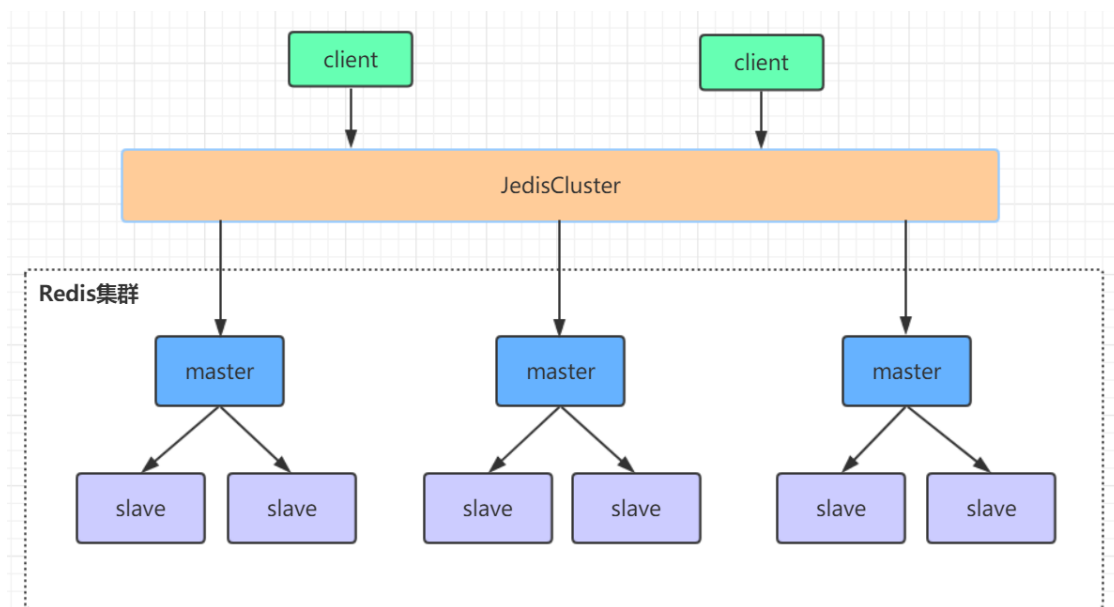 client
client
JedisCluster
Redis集群
master
master
master
slave
slave
slave
slave
slave
slave